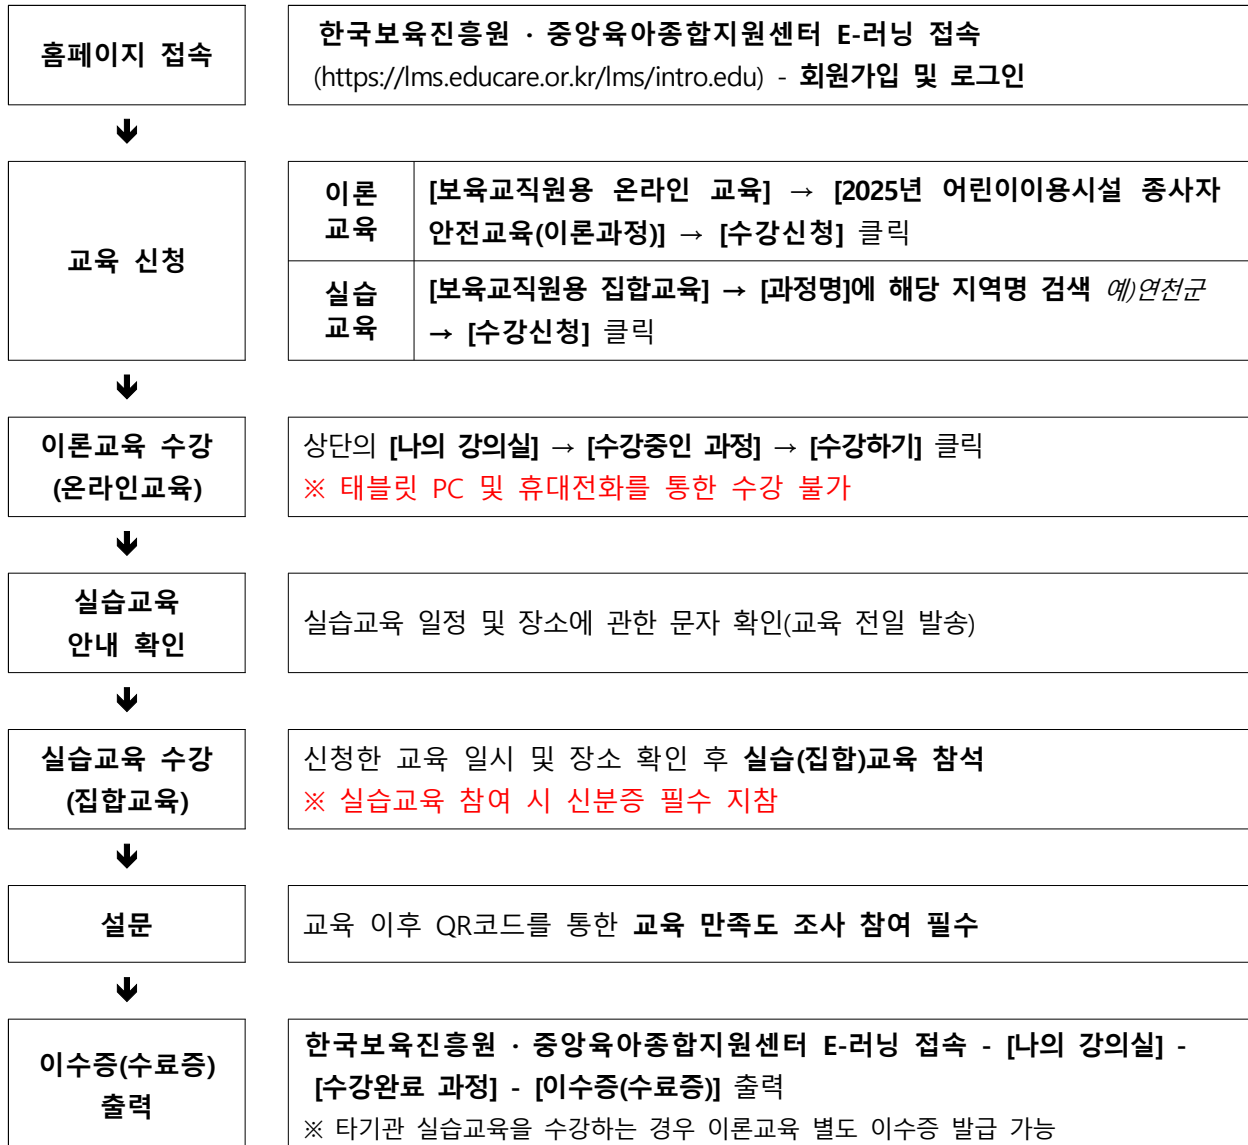 홈페이지 접속
한국보육진흥원 · 중앙육아종합지원센터 E-러닝 접속
(https://lms.educare.or.kr/lms/intro.edu) - 회원가입 및 로그인
교육 신청
이론
교육
[보육교직원용 온라인 교육] → [2025년 어린이이용시설 종사자
안전교육(이론과정)] → [수강신청] 클릭
실습
교육
[보육교직원용 집합교육] → [과정명]에 해당 지역명 검색 예)연천군
→ [수강신청] 클릭
이론교육 수강
(온라인교육)
상단의 [나의 강의실] → [수강중인 과정] → [수강하기] 클릭
※ 태블릿 PC 및 휴대전화를 통한 수강 불가
실습교육
안내 확인
실습교육 일정 및 장소에 관한 문자 확인(교육 전일 발송)
실습교육 수강
(집합교육)
신청한 교육 일시 및 장소 확인 후 실습(집합)교육 참석
※ 실습교육 참여 시 신분증 필수 지참
설문
교육 이후 QR코드를 통한 교육 만족도 조사 참여 필수
이수증(수료증)
출력
한국보육진흥원 · 중앙육아종합지원센터 E-러닝 접속 - [나의 강의실] -
[수강완료 과정] - [이수증(수료증)] 출력
※ 타기관 실습교육을 수강하는 경우 이론교육 별도 이수증 발급 가능